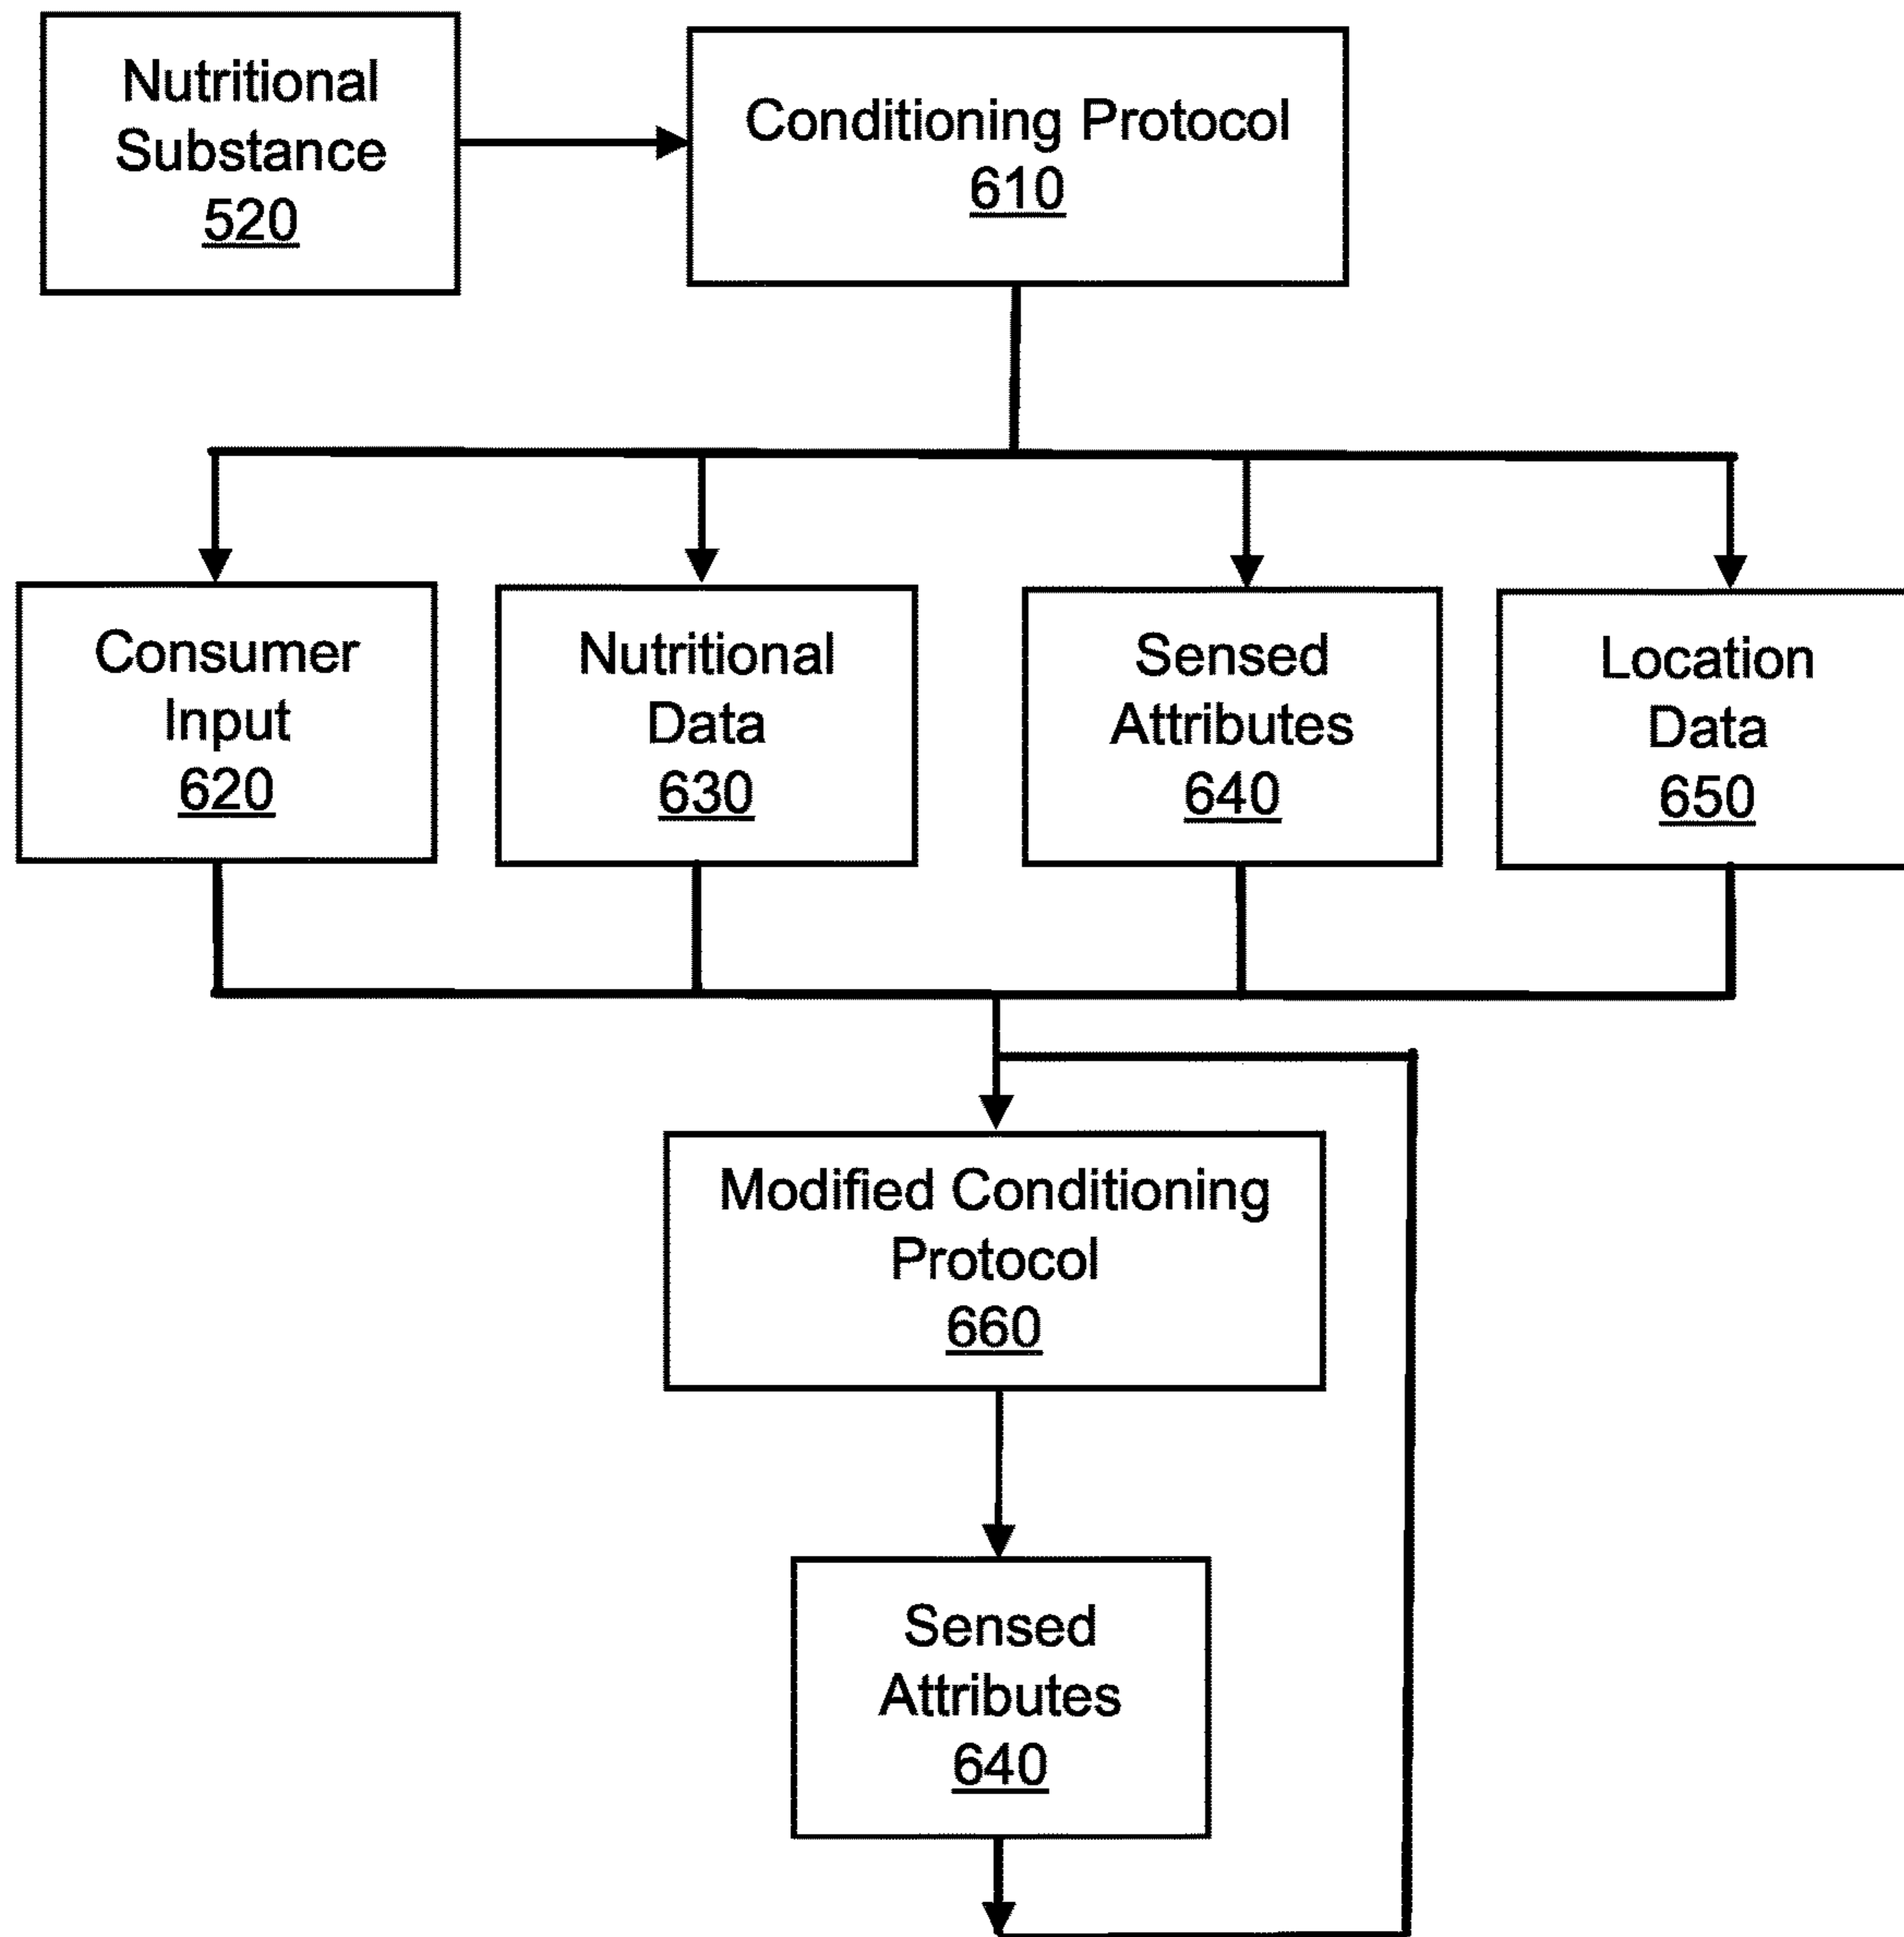 Nutritional
Substance
520
Conditioning Protocol
610
Consumer
Input
620
Nutritional
Data
630
Sensed
Attributes
640
Location
Data
650
Modified Conditioning
Protocol
660
Sensed
Attributes
640